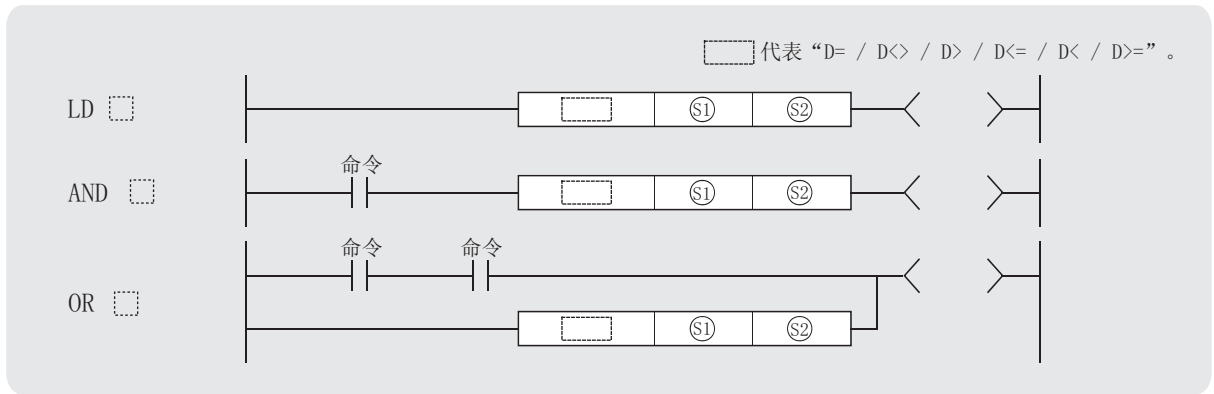 代表“D= / D<> / D> / D<= / D< / D>=”。
LD
S1 S2
命令
AND
S1 S2
命令 命令
OR
S1 S2